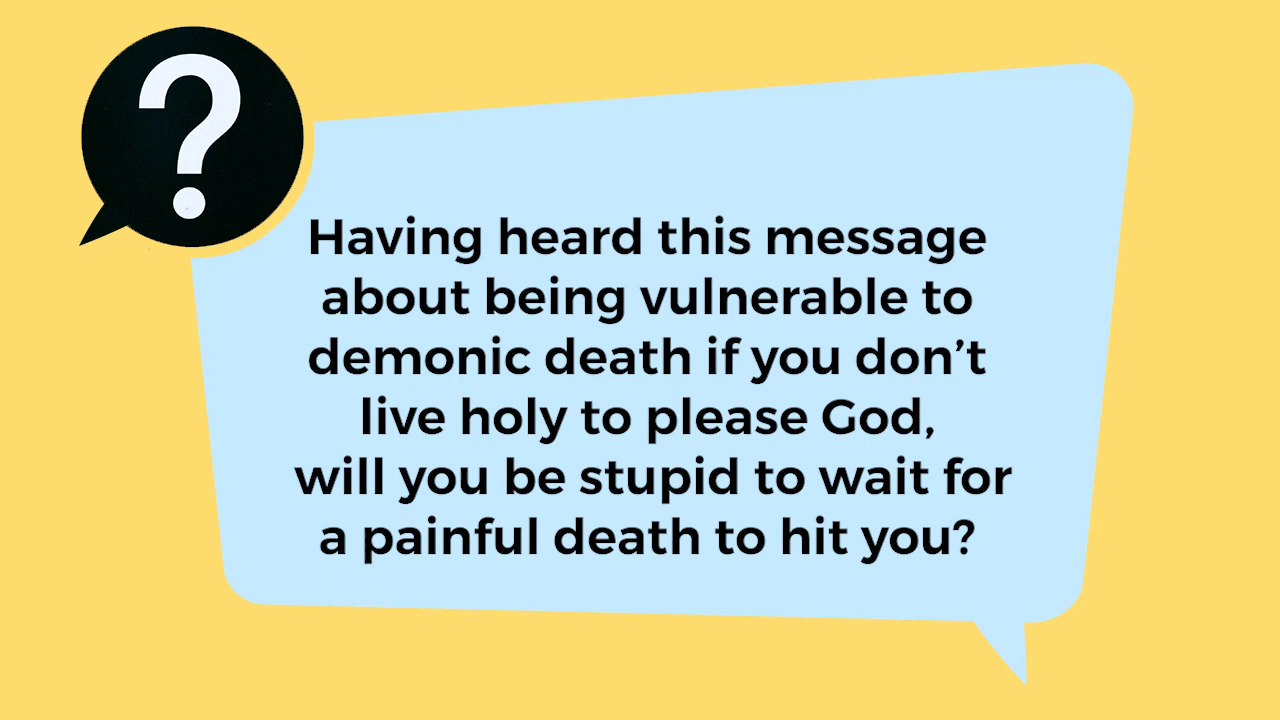 ?
Having heard this message
about being vulnerable to
demonic death if you don’t
live holy to please God,
will you be stupid to wait for
a painful death to hit you?